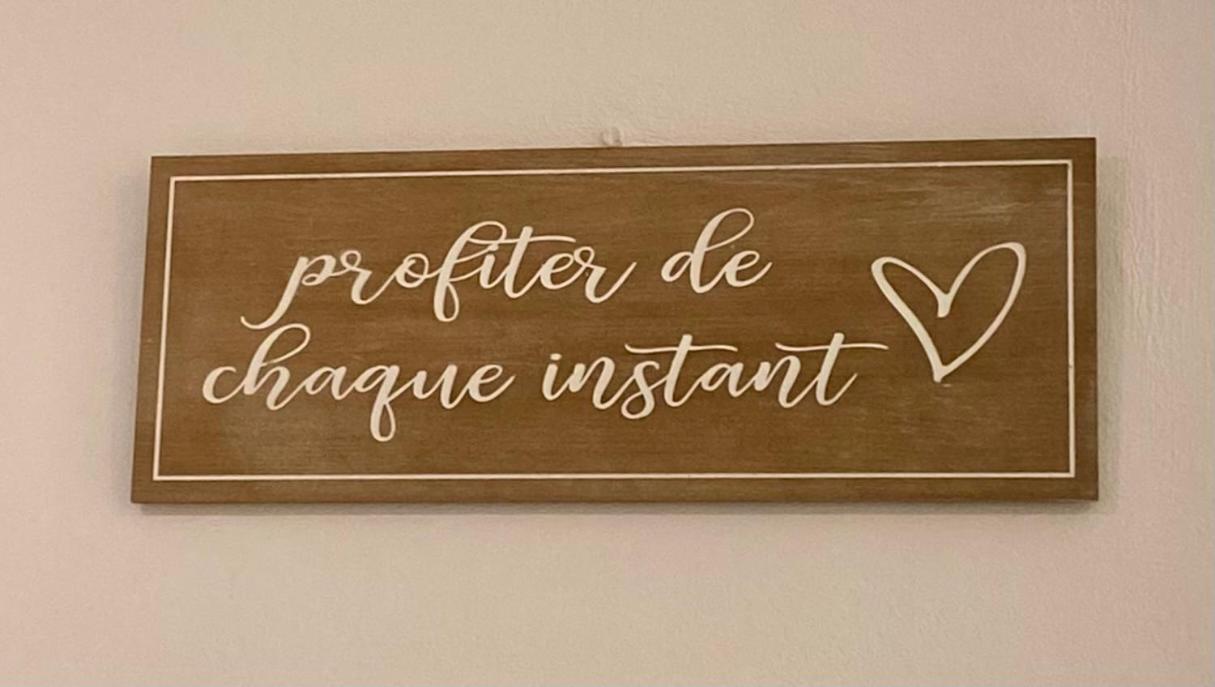 profiter de
chaque instant